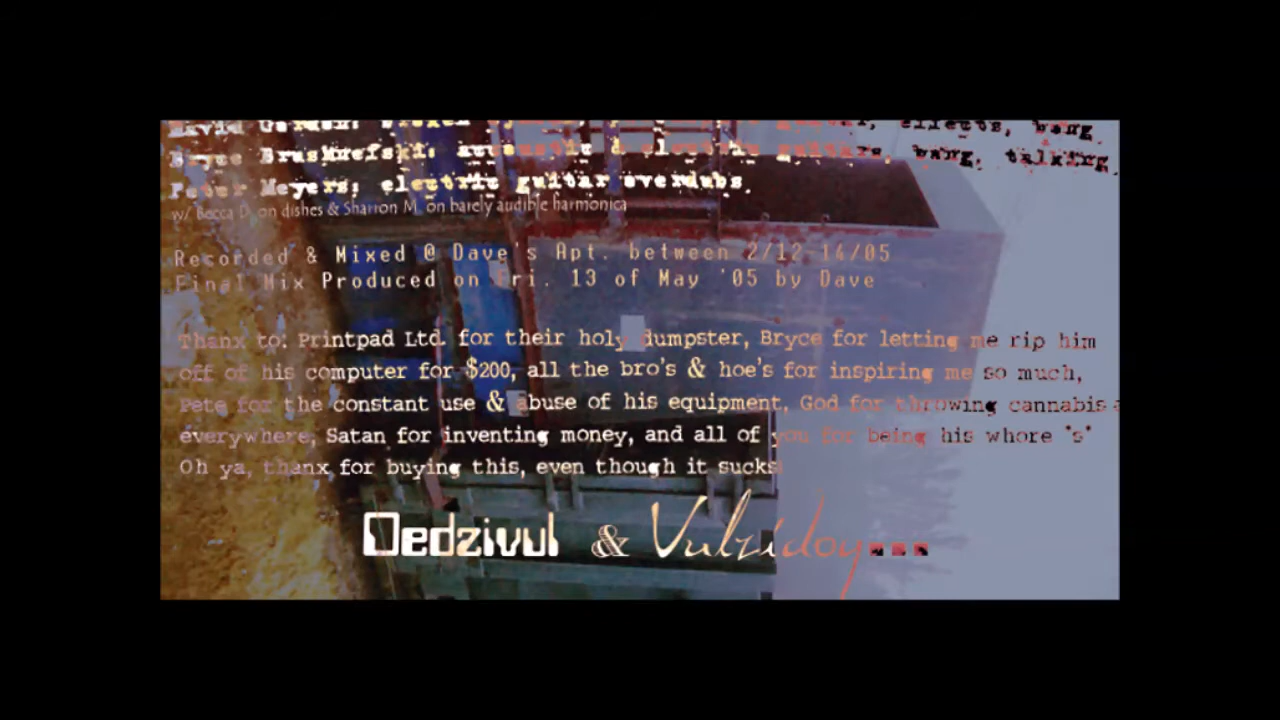 David effects, bang
Bryce Brushnefski: acoustic & electric guitars, bang, talking
Peter Meyers: electric guitar overdubs
w/ Becca D. on dishes & Sharron M. on barely audible harmonica
Recorded & Mixed @ Dave's Apt. between 2/12-14/05
Final Mix Produced on Fri. 13 of May '05 by Dave
Thanx to: Printpad Ltd. for their holy dumpster, Bryce for letting me rip him
off of his computer for $200, all the bro's & hoe's for inspiring me so much,
Pete for the constant use & abuse of his equipment, God for throwing cannabis
everywhere, Satan for inventing money, and all of you for being his whore "s"
Oh ya, thanx for buying this, even though it sucks
Dedzivul & Vulzidoy...